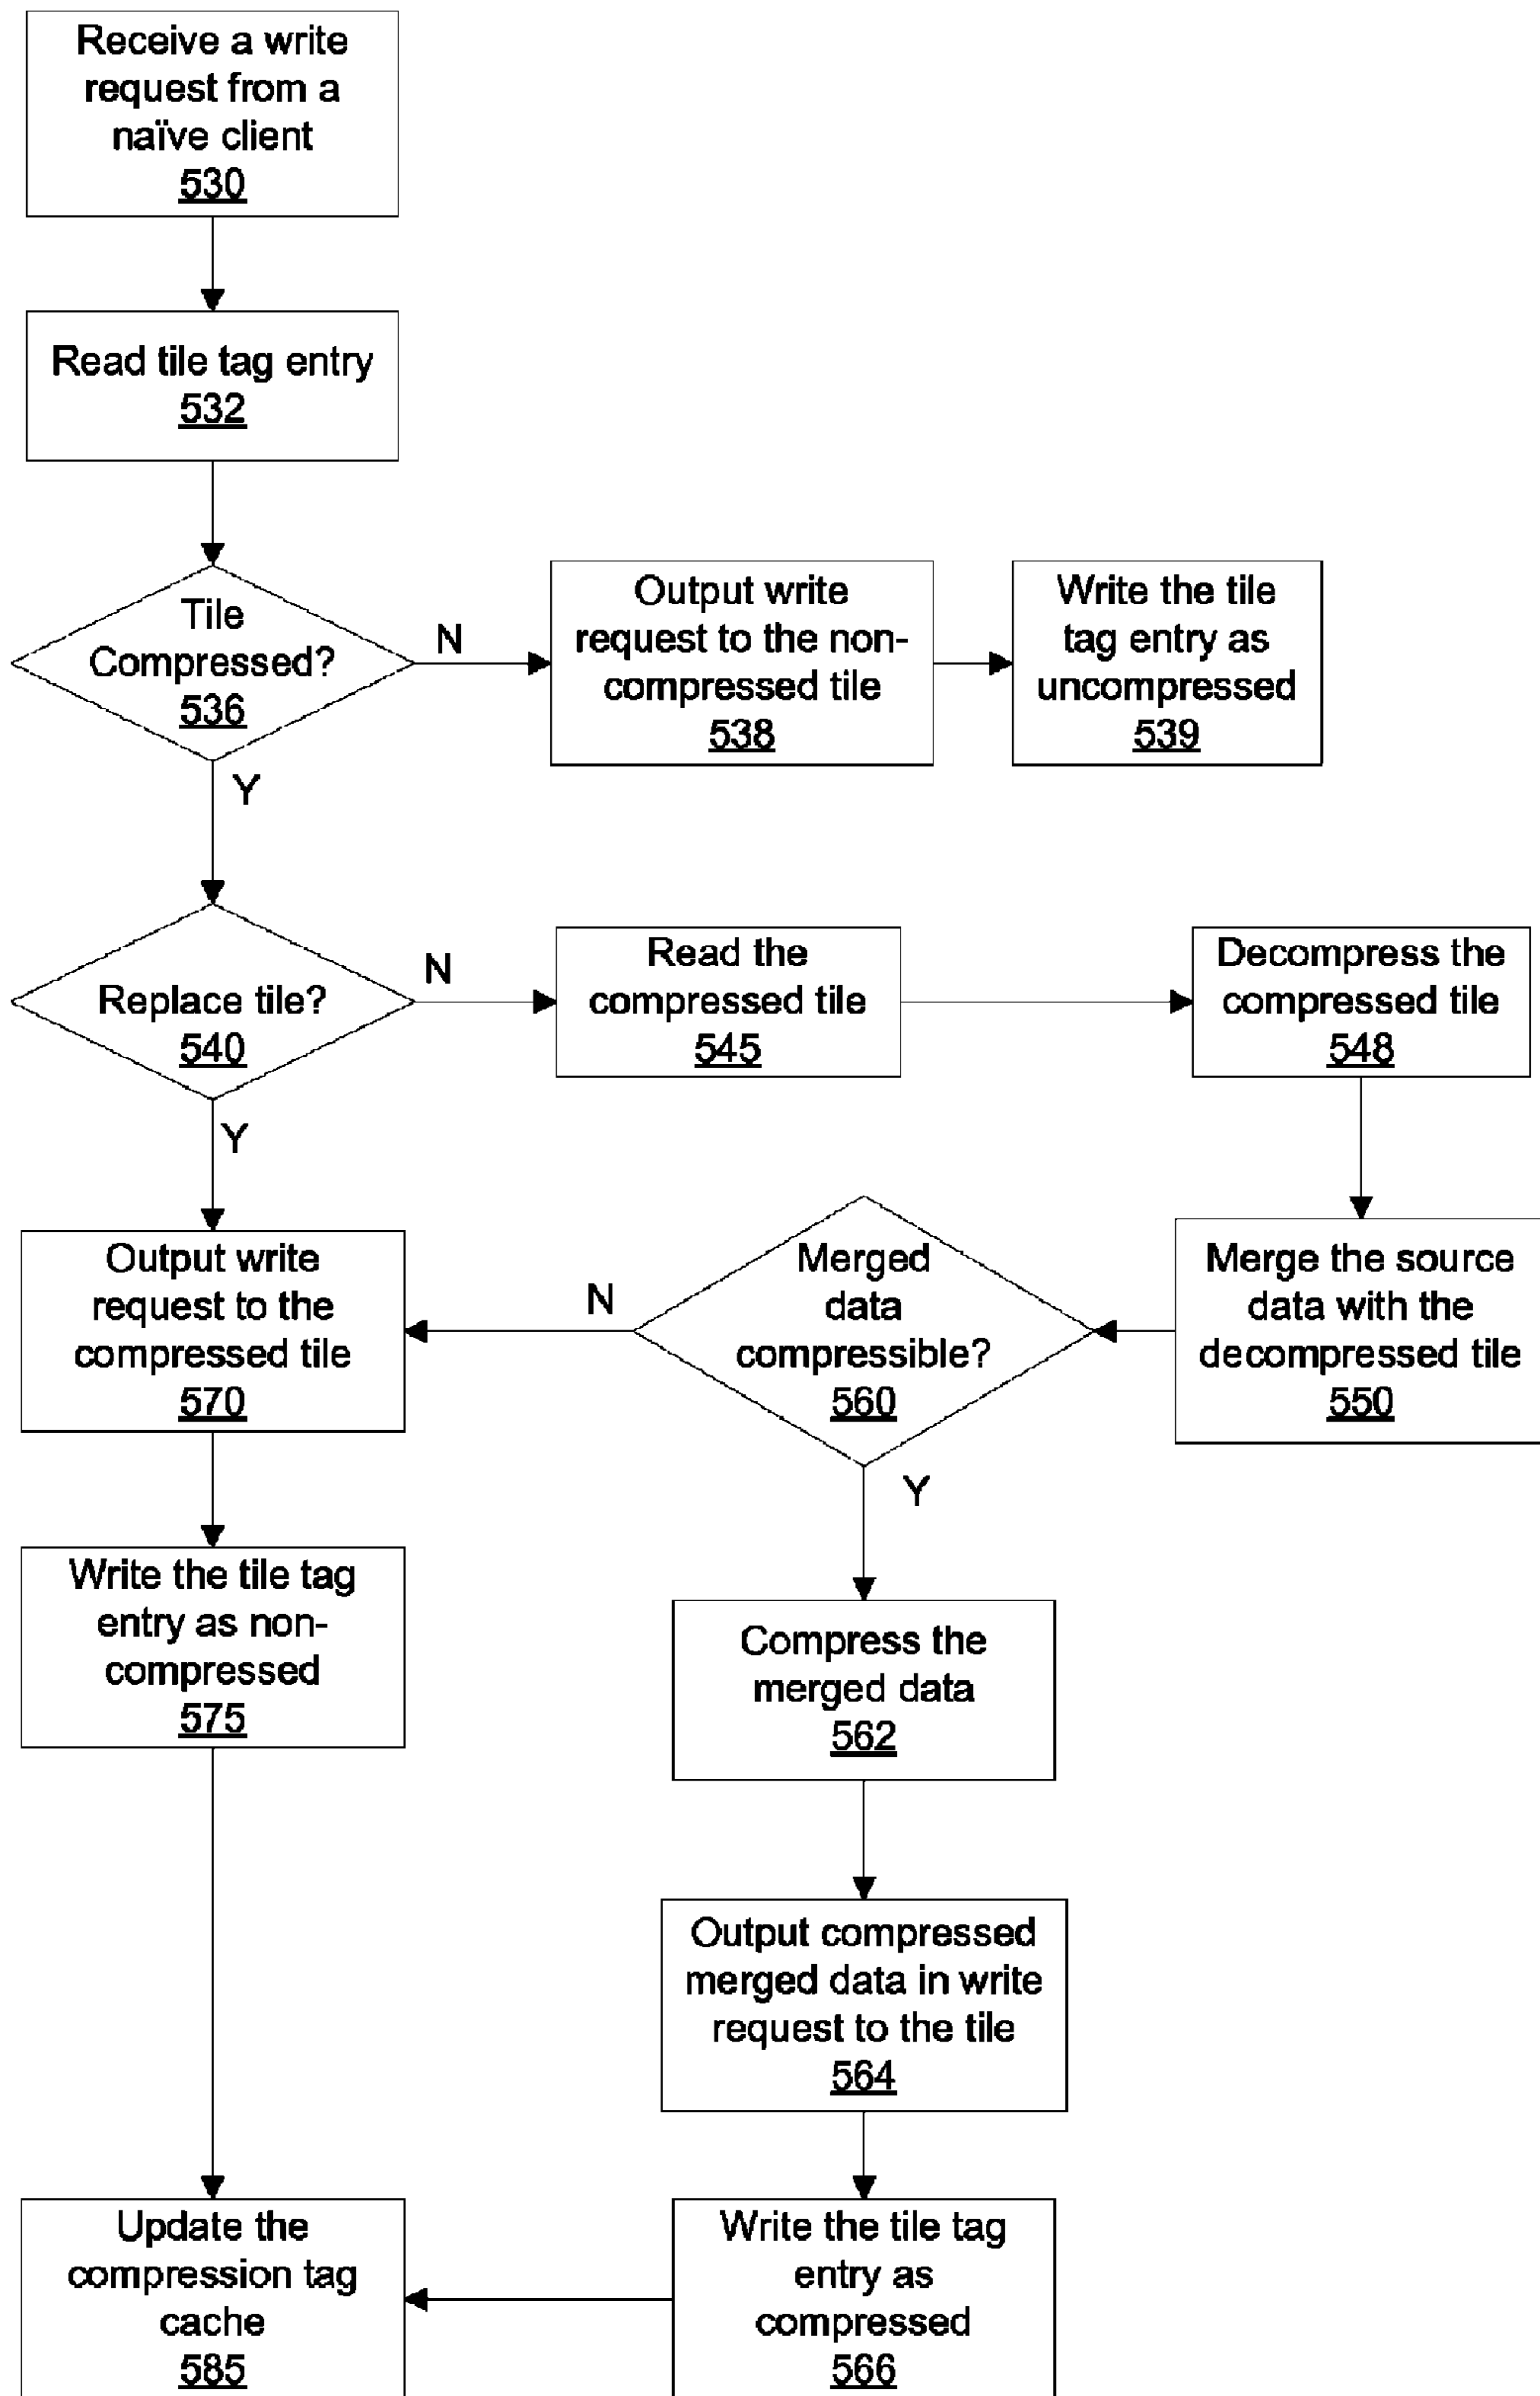 Receive a write
request from a
naïve client
530
Read tile tag entry
532
Tile
Compressed?
536
N
Output write
request to the non-
compressed tile
538
Write the tile
tag entry as
uncompressed
539
Y
Replace tile?
540
N
Read the
compressed tile
545
Decompress the
compressed tile
548
Y
Output write
request to the
compressed tile
570
N
Merged
data
compressible?
560
Merge the source
data with the
decompressed tile
550
Y
Write the tile tag
entry as non-
compressed
575
Compress the
merged data
562
Output compressed
merged data in write
request to the tile
564
Update the
compression tag
cache
585
Write the tile tag
entry as
compressed
566